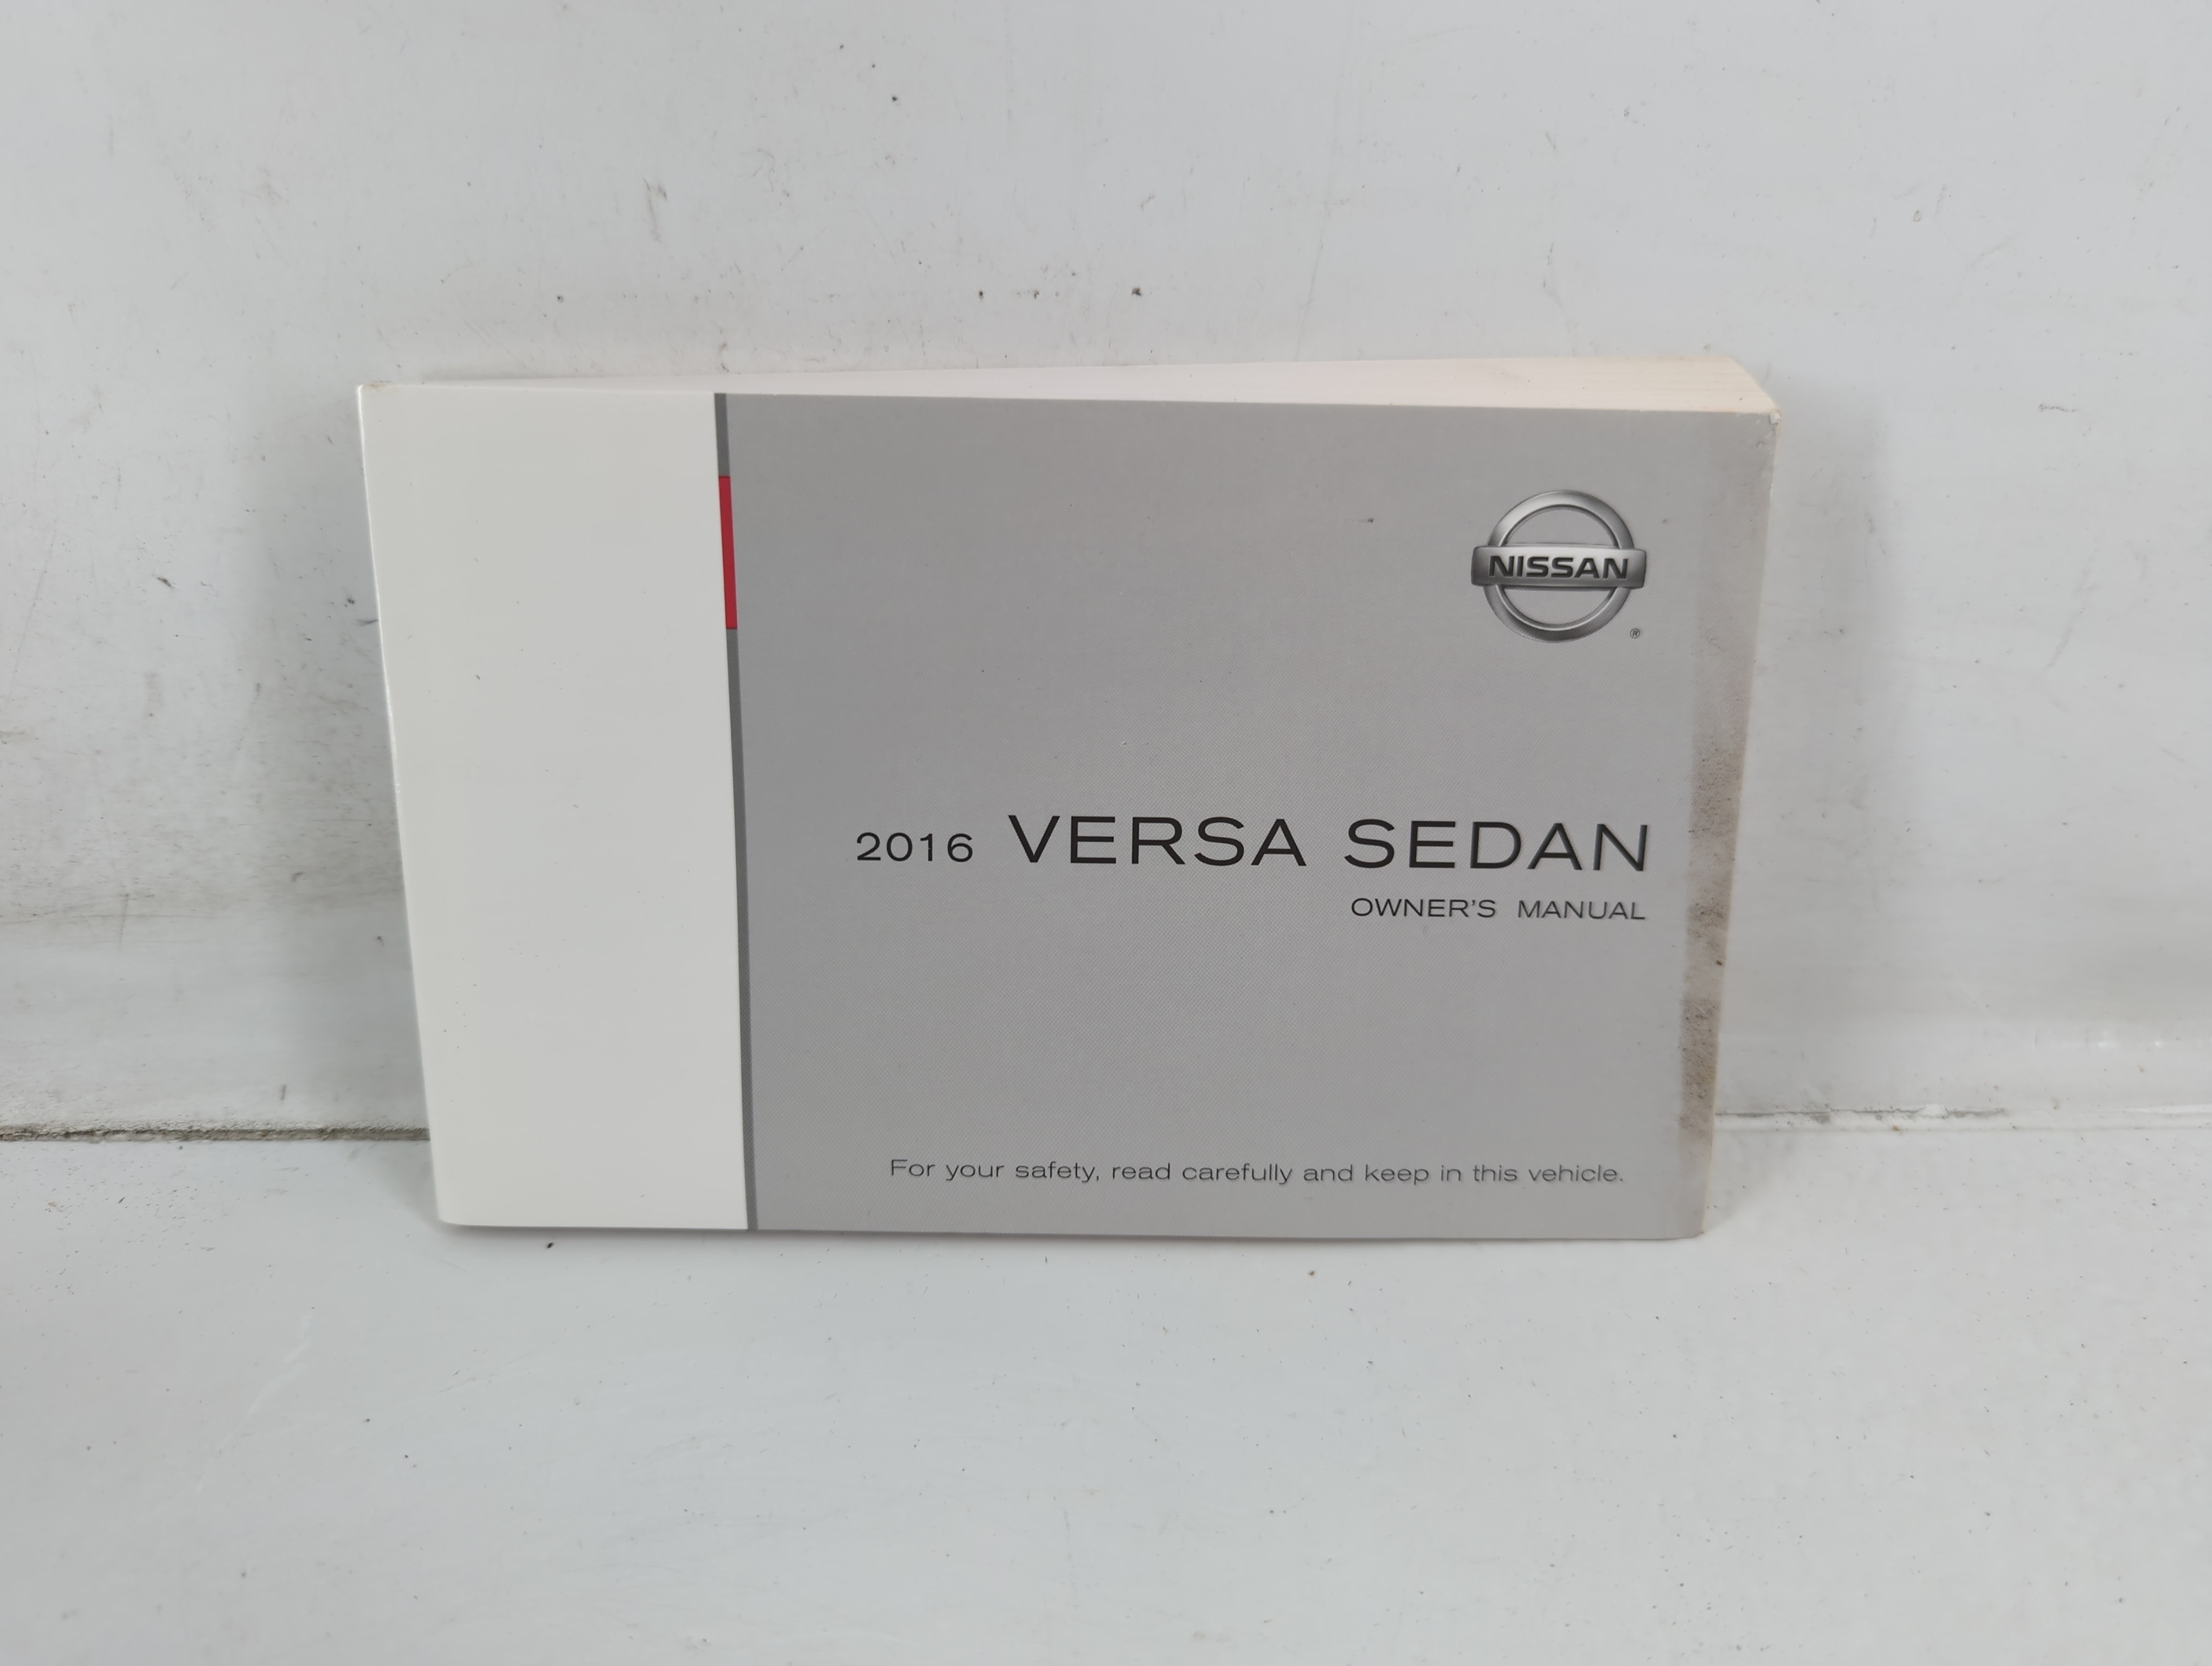 NISSAN
®
2016 VERSA SEDAN
OWNER'S MANUAL
For your safety, read carefully and keep in this vehicle.